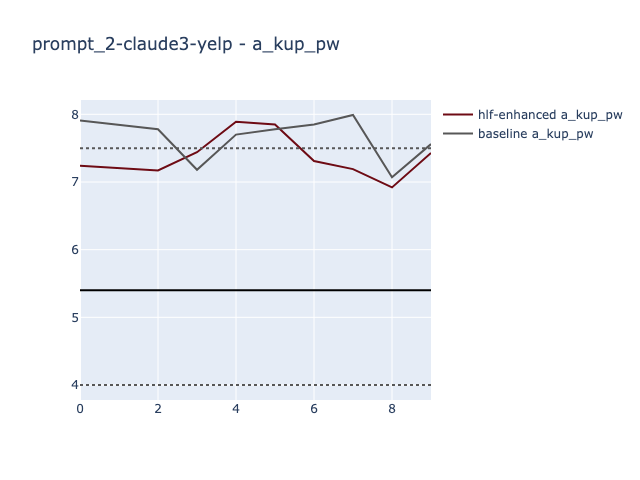 prompt_2-claude3-yelp - a_kup_pw
hlf-enhanced a_kup_pw
baseline a_kup_pw
8
7
6
5
4
0 2 4 6 8